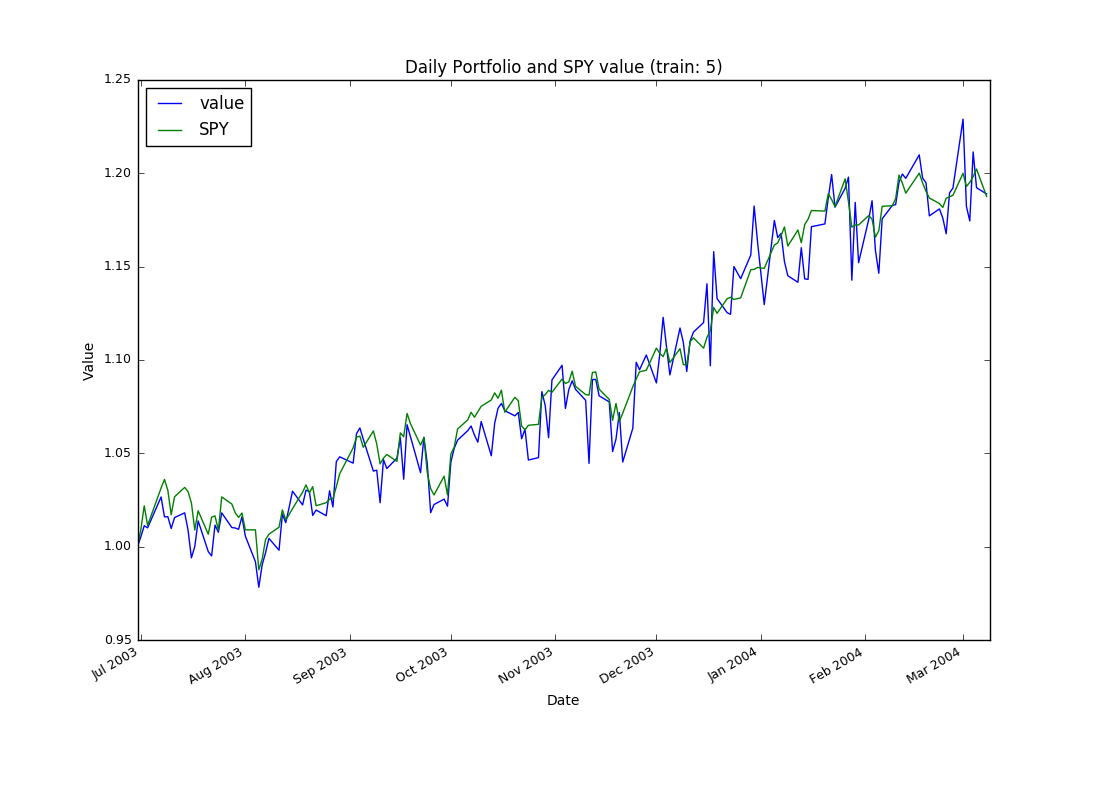 Daily Portfolio and SPY value (train: 5)
1.25
value
SPY
1.20
1.15
1.10
Value
1.05
1.00
0.95
Jul 2003
Aug 2003
Sep 2003
Oct 2003
Nov 2003
Dec 2003
Jan 2004
Feb 2004
Mar 2004
Date